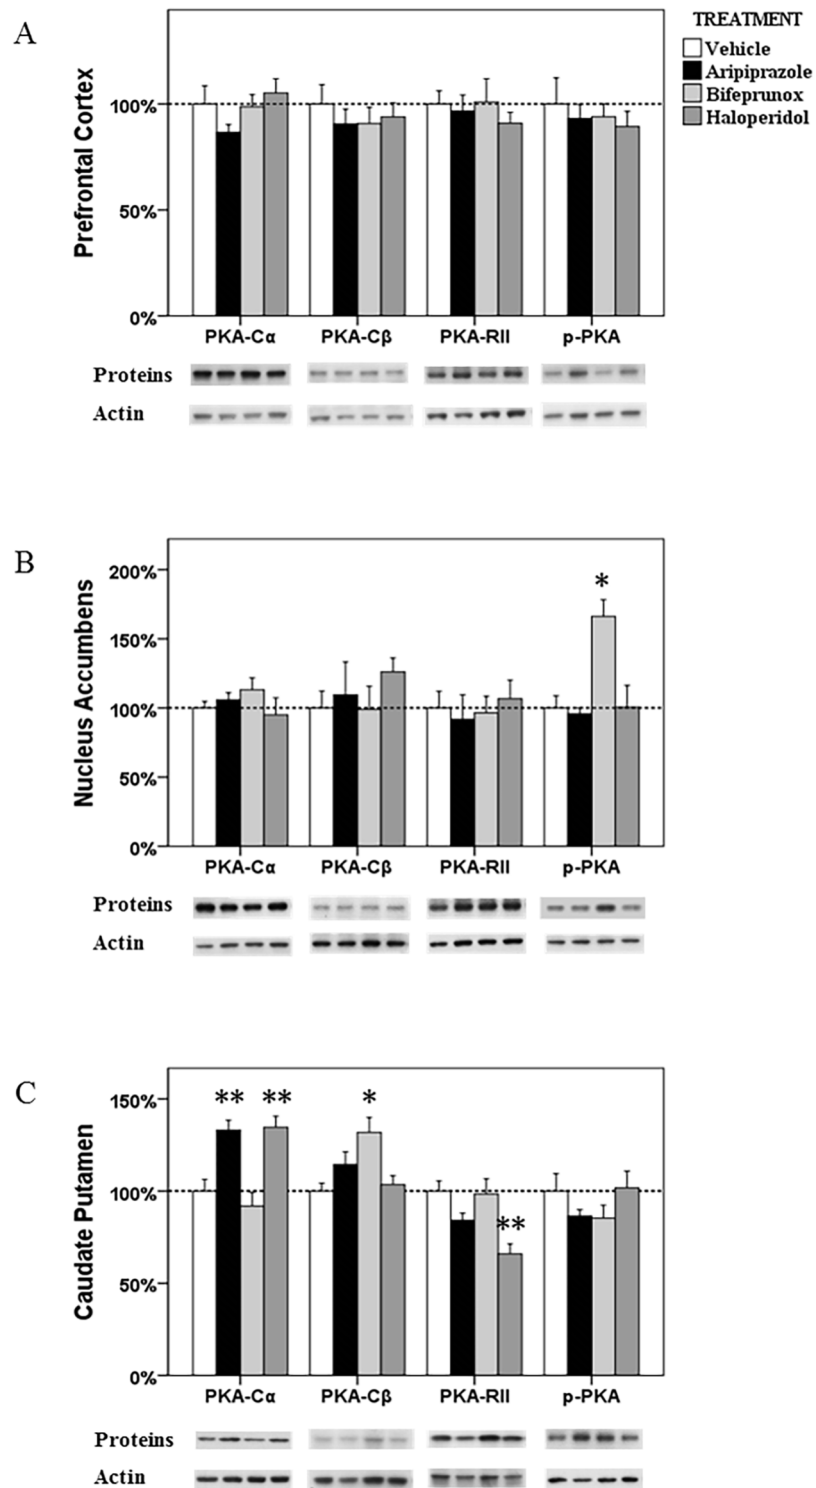 A
TREATMENT
Vehicle
Aripiprazole
Bifeprunox
Haloperidol
Prefrontal Cortex
100%
50%
0%
PKA-Cα PKA-Cβ PKA-RII p-PKA
Proteins
Actin
B
Nucleus Accumbens
200%
150%
100%
50%
0%
*
PKA-Cα PKA-Cβ PKA-RII p-PKA
Proteins
Actin
C
Caudate Putamen
150%
100%
50%
0%
** ** *
**
PKA-Cα PKA-Cβ PKA-RII p-PKA
Proteins
Actin